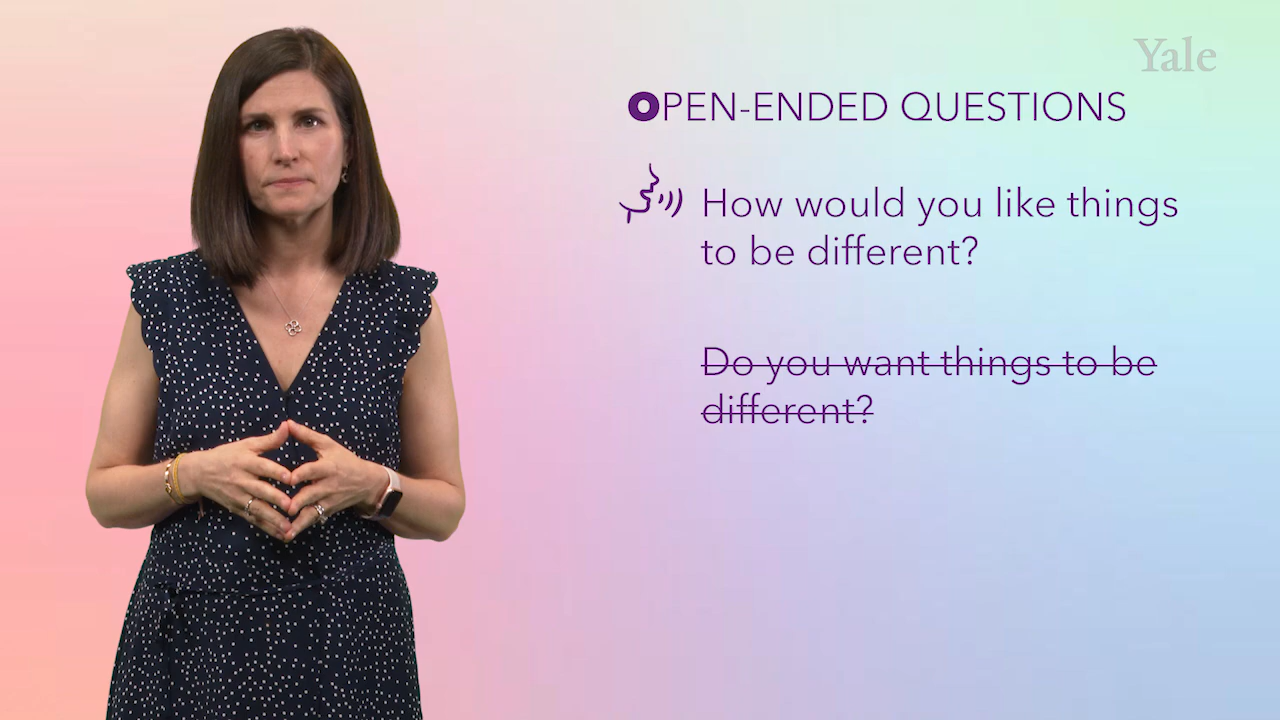 Yale
OPEN-ENDED QUESTIONS
How would you like things
to be different?
Do you want things to be
different?